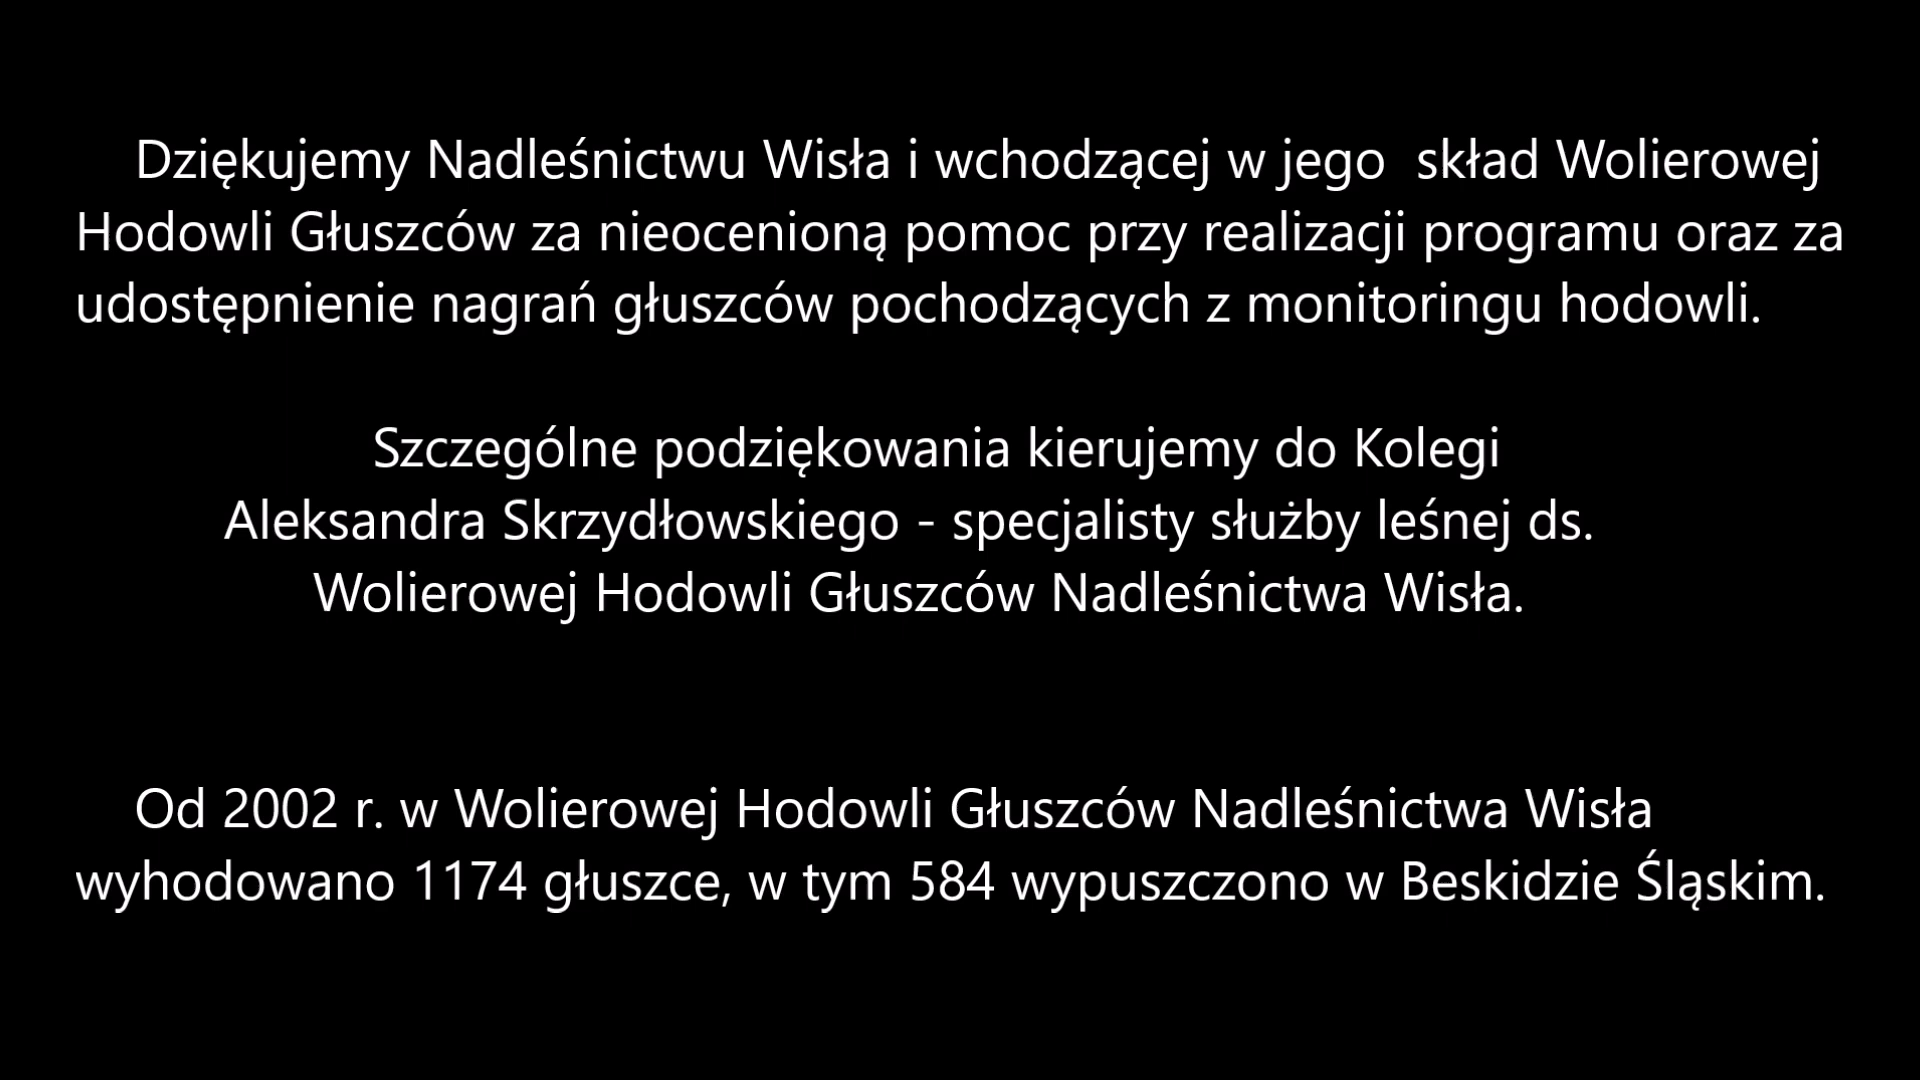 Dziękujemy Nadleśnictwu Wisła i wchodzącej w jego  skład Wolierowej
Hodowli Głuszców za nieocenioną pomoc przy realizacji programu oraz za
udostępnienie nagrań głuszców pochodzących z monitoringu hodowli.
Szczególne podziękowania kierujemy do Kolegi
Aleksandra Skrzydłowskiego - specjalisty służby leśnej ds.
Wolierowej Hodowli Głuszców Nadleśnictwa Wisła.
Od 2002 r. w Wolierowej Hodowli Głuszców Nadleśnictwa Wisła
wyhodowano 1174 głuszce, w tym 584 wypuszczono w Beskidzie Śląskim.